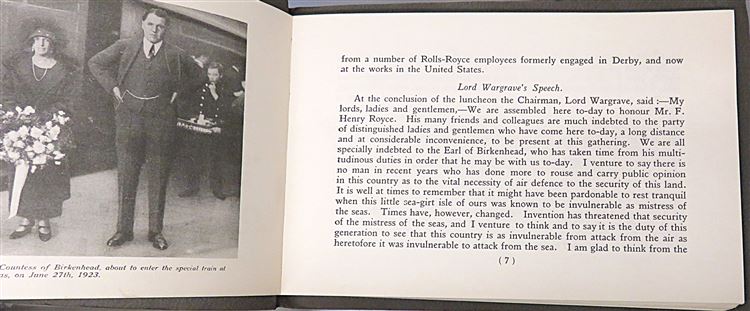 Countess of Birkenhead, about to enter the special train at
on June 27th, 1923.
from a number of Rolls-Royce employees formerly engaged in Derby, and now
at the works in the United States.
Lord Wargrave's Speech.
At the conclusion of the luncheon the Chairman, Lord Wargrave, said :—My
lords, ladies and gentlemen,—We are assembled here to-day to honour Mr. F.
Henry Royce. His many friends and colleagues are much indebted to the party
of distinguished ladies and gentlemen who have come here to-day, a long distance
and at considerable inconvenience, to be present at this gathering. We are all
specially indebted to the Earl of Birkenhead, who has taken time from his multi-
tudinous duties in order that he may be with us to-day. I venture to say there is
no man in recent years who has done more to rouse and carry public opinion
in this country as to the vital necessity of air defence to the security of this land.
It is well at times to remember that it might have been pardonable to rest tranquil
when this little sea-girt isle of ours was known to be invulnerable as mistress of
the seas. Times have, however, changed. Invention has threatened that security
of the mistress of the seas, and I venture to think and to say it is the duty of this
generation to see that this country is as invulnerable from attack from the air as
heretofore it was invulnerable to attack from the sea. I am glad to think from the
( 7 )